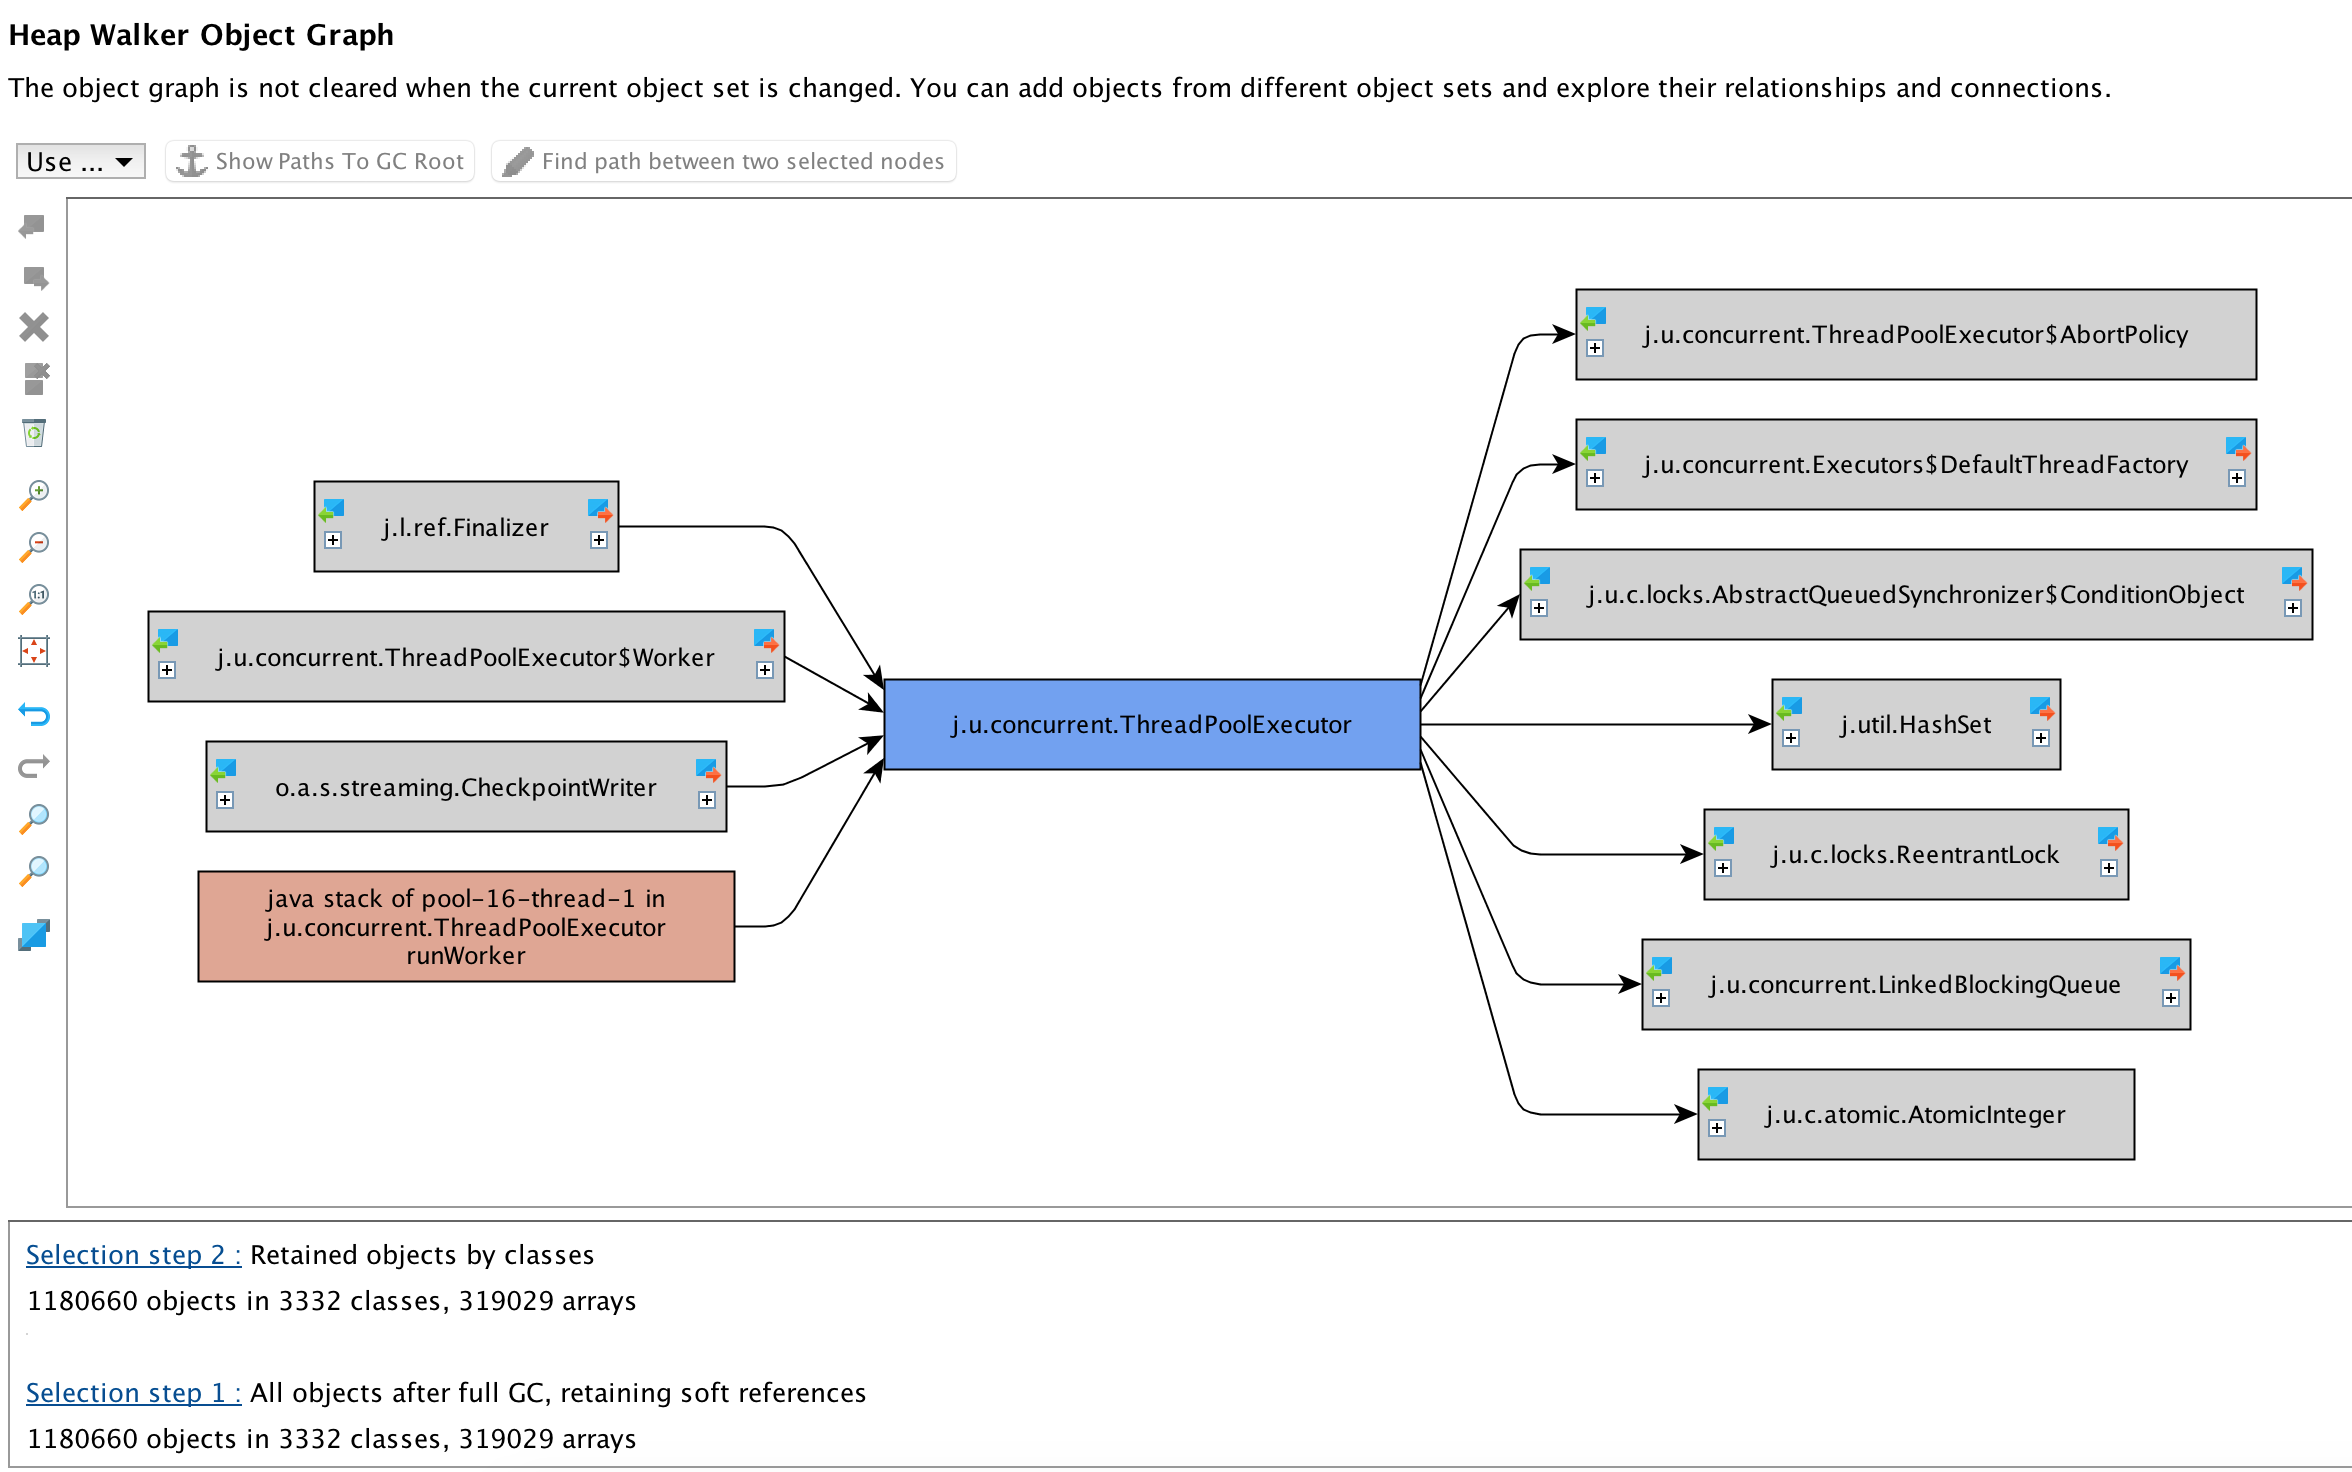 Heap Walker Object Graph
The object graph is not cleared when the current object set is changed. You can add objects from different object sets and explore their relationships and connections.
Use ...
Show Paths To GC Root
Find path between two selected nodes
j.u.concurrent.ThreadPoolExecutor$AbortPolicy
j.u.concurrent.Executors$DefaultThreadFactory
j.l.ref.Finalizer
j.u.c.locks.AbstractQueuedSynchronizer$ConditionObject
j.u.concurrent.ThreadPoolExecutor$Worker
j.u.concurrent.ThreadPoolExecutor
j.util.HashSet
o.a.s.streaming.CheckpointWriter
j.u.c.locks.ReentrantLock
java stack of pool-16-thread-1 in
j.u.concurrent.ThreadPoolExecutor
runWorker
j.u.concurrent.LinkedBlockingQueue
j.u.c.atomic.AtomicInteger
1:1
Selection step 2 : Retained objects by classes
1180660 objects in 3332 classes, 319029 arrays
Selection step 1 : All objects after full GC, retaining soft references
1180660 objects in 3332 classes, 319029 arrays